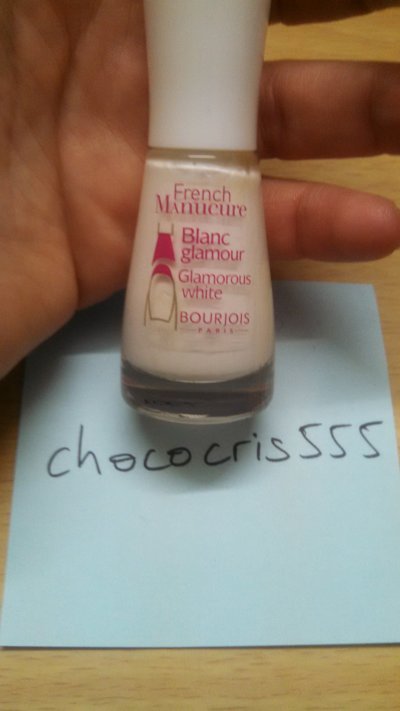 French
Manucure
Blanc
glamour
Glamorous
white
BOURJOIS
PARIS
chococris555